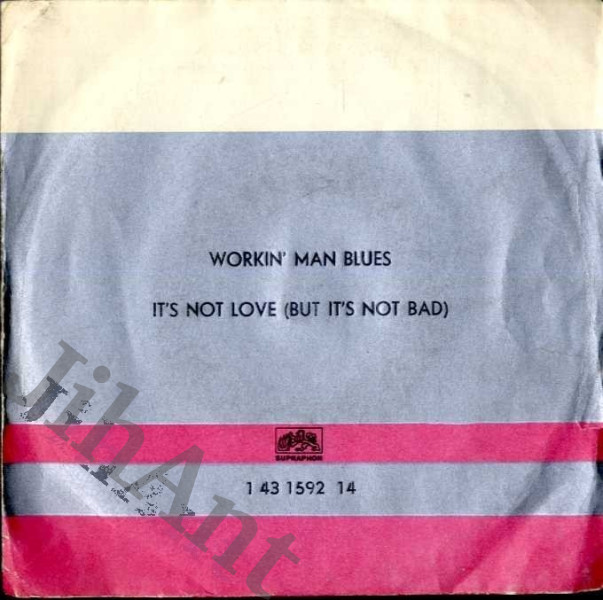 WORKIN' MAN BLUES
IT'S NOT LOVE (BUT IT'S NOT BAD)
SUPRAPHON
1 43 1592 14
JihAnt